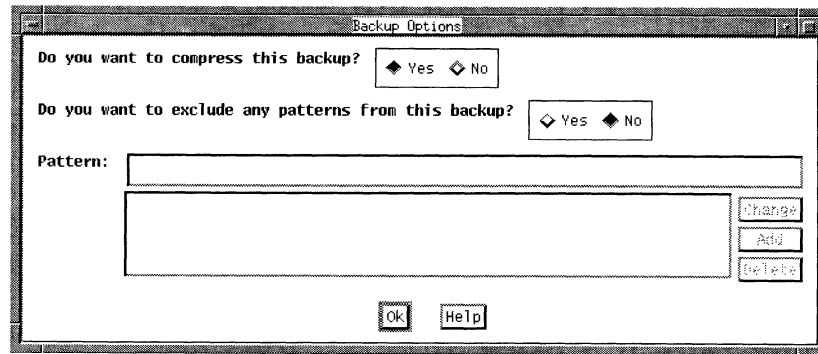 Backup Options
Do you want to compress this backup? Yes No
Do you want to exclude any patterns from this backup? Yes No
Pattern:
Change
Add
Delete
Ok Help